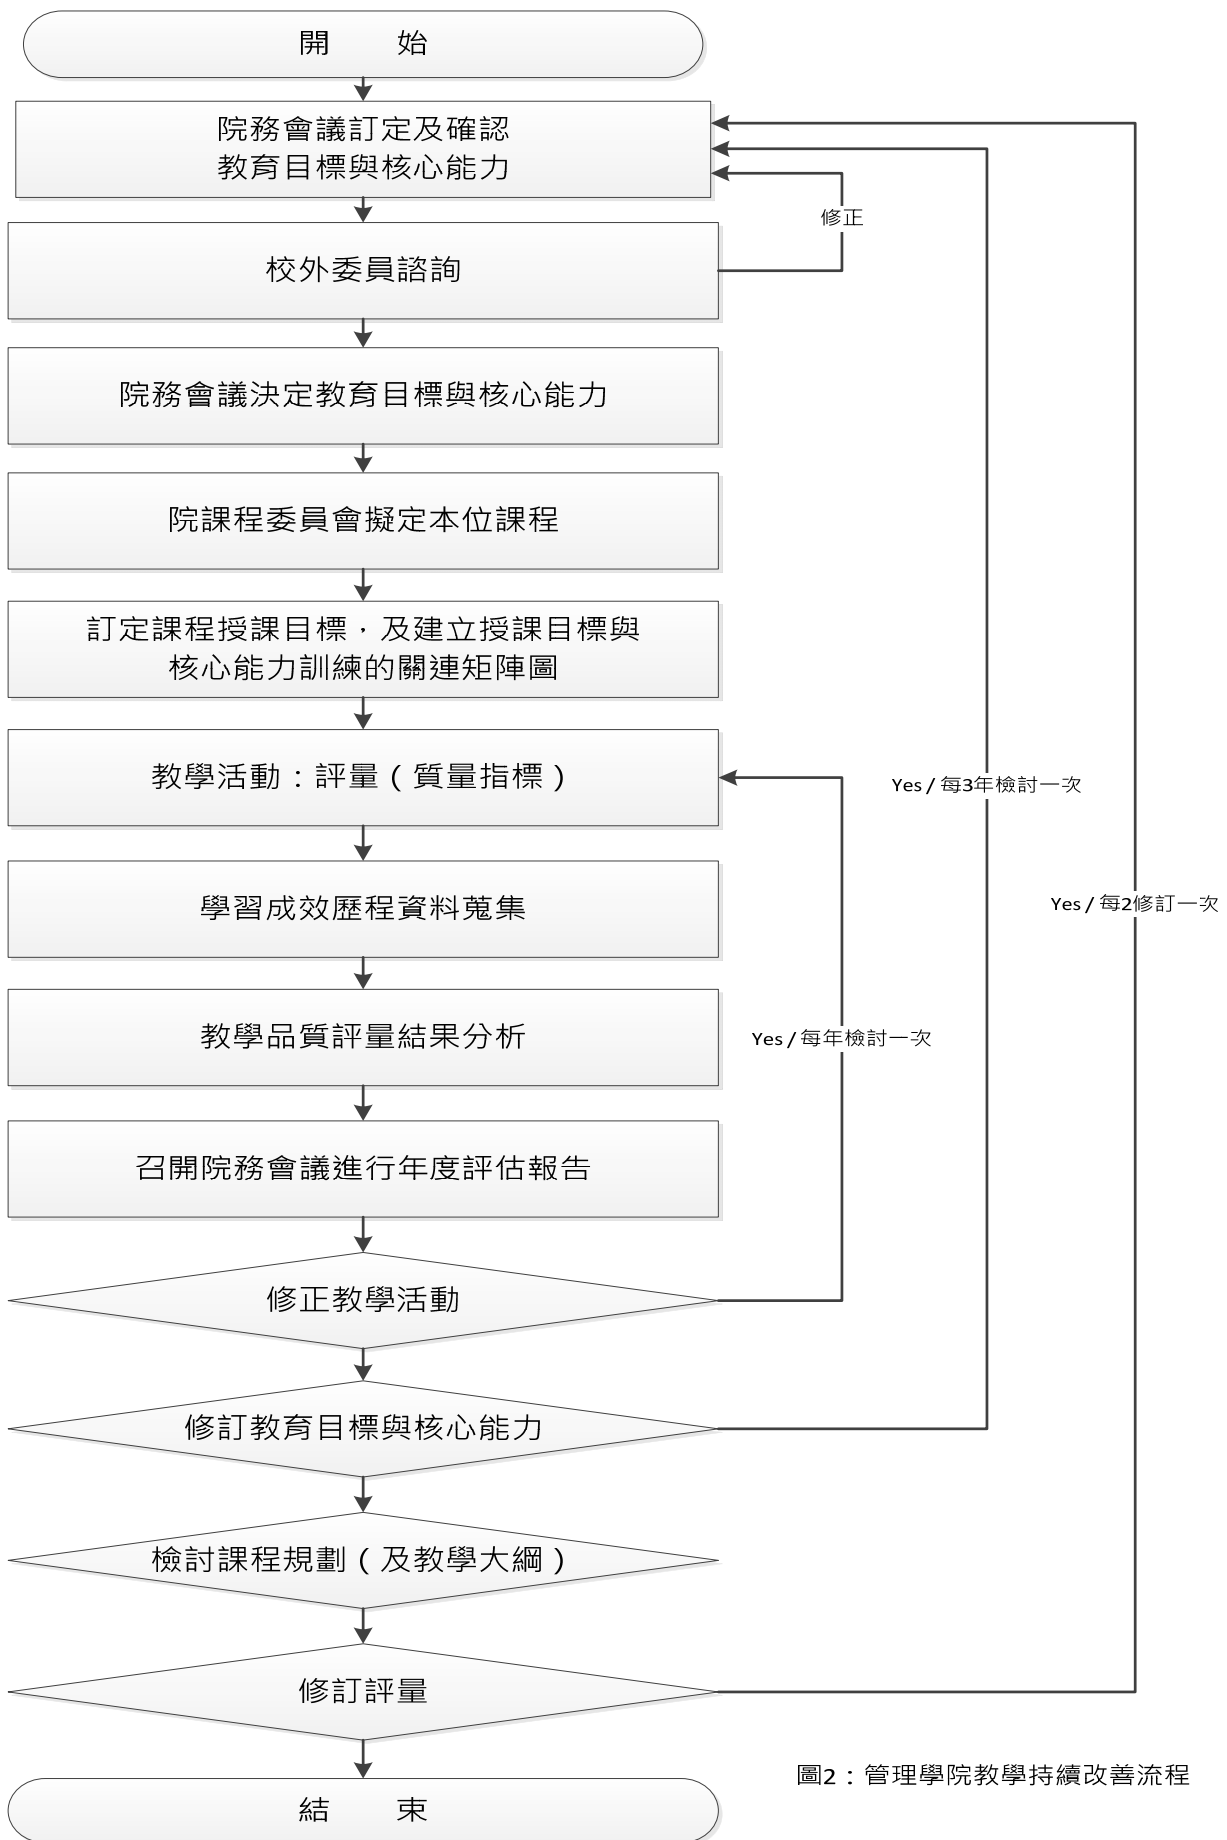 開 始
院務會議訂定及確認
教育目標與核心能力
修正
校外委員諮詢
院務會議決定教育目標與核心能力
院課程委員會擬定本位課程
訂定課程授課目標，及建立授課目標與
核心能力訓練的關連矩陣圖
教學活動：評量（質量指標）
Yes / 每3年檢討一次
學習成效歷程資料蒐集
Yes / 每2修訂一次
教學品質評量結果分析
Yes / 每年檢討一次
召開院務會議進行年度評估報告
修正教學活動
修訂教育目標與核心能力
檢討課程規劃（及教學大綱）
修訂評量
圖2：管理學院教學持續改善流程
結 束